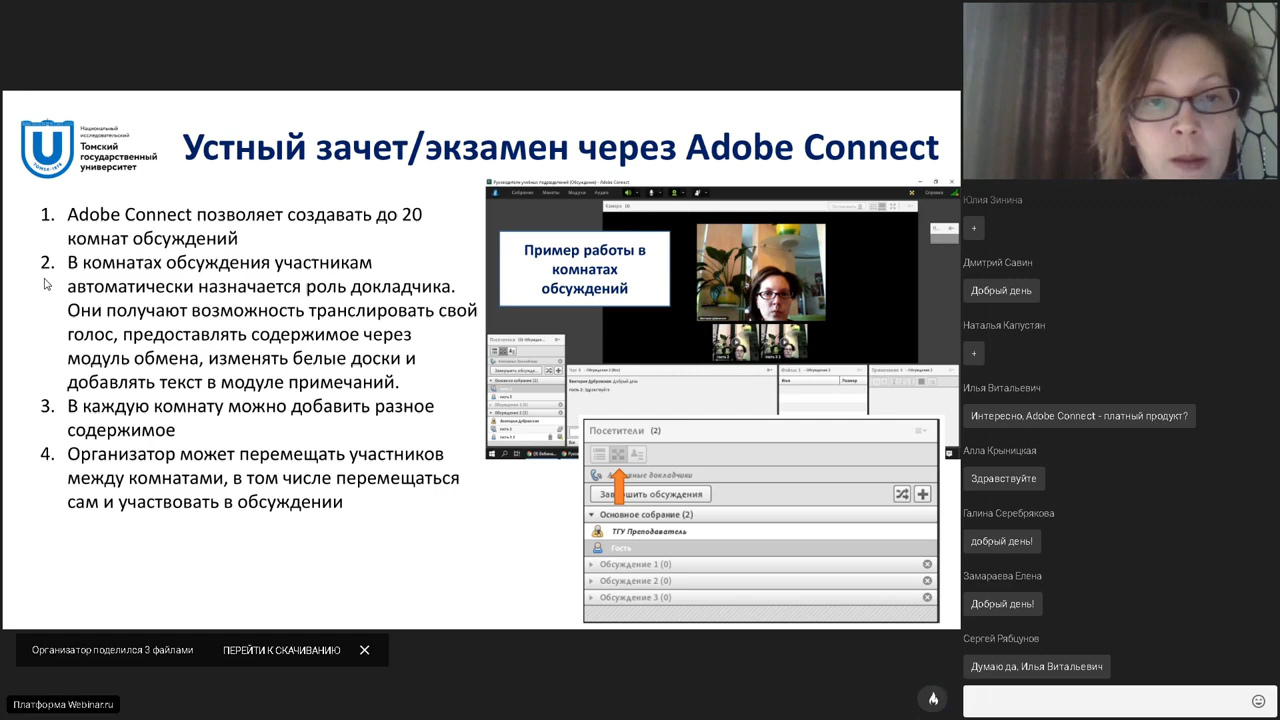 Национальный
исследовательский
Томский
государственный
университет
Устный зачет/экзамен через Adobe Connect
1. Adobe Connect позволяет создавать до 20
комнат обсуждений
2. В комнатах обсуждения участникам
автоматически назначается роль докладчика.
Они получают возможность транслировать свой
голос, предоставлять содержимое через
модуль обмена, изменять белые доски и
добавлять текст в модуле примечаний.
3. В каждую комнату можно добавить разное
содержимое
4. Организатор может перемещать участников
между комнатами, в том числе перемещаться
сам и участвовать в обсуждении
Пример работы в
комнатах
обсуждений
Посетители (2)
Активные докладчики
Завершить обсуждения
Основное собрание (2)
ТГУ Преподаватель
Гость
Обсуждение 1 (0)
Обсуждение 2 (0)
Обсуждение 3 (0)
Юлия Зинина
+
Дмитрий Савин
Добрый день
Наталья Капустян
+
Илья Витальевич
Интересно, Adobe Connect - платный продукт?
Алла Крыницкая
Здравствуйте
Галина Серебрякова
добрый день!
Замараева Елена
Добрый день!
Сергей Рябцунов
Думаю да, Илья Витальевич
Организатор поделился 3 файлами
ПЕРЕЙТИ К СКАЧИВАНИЮ
Платформа Webinar.ru